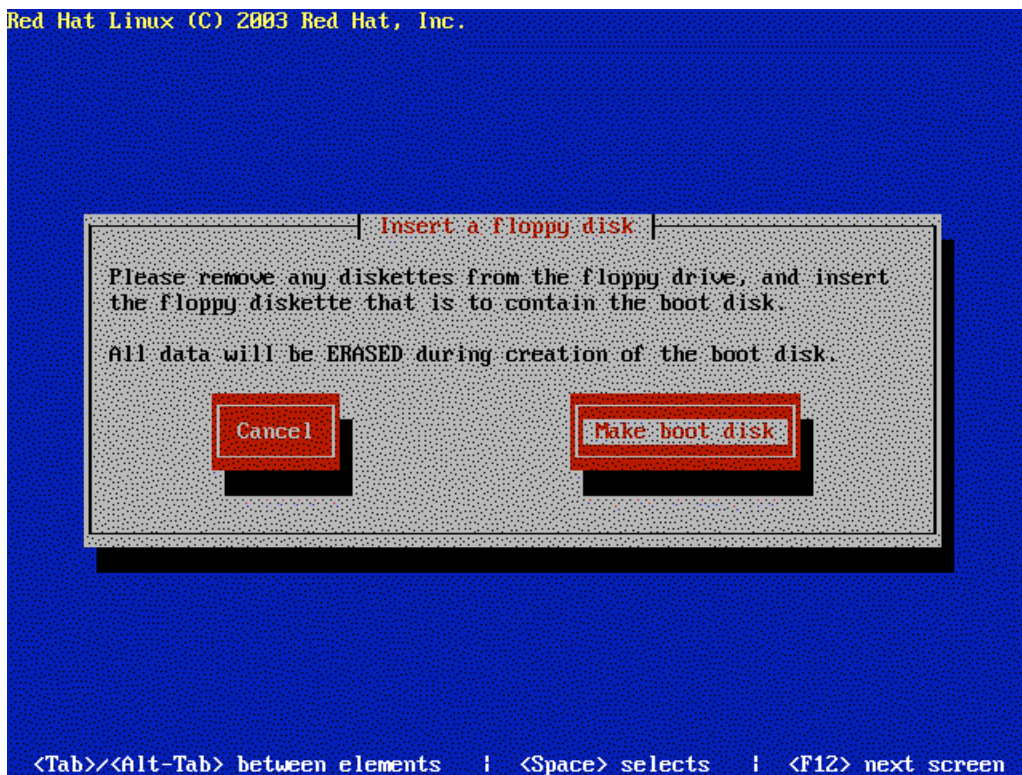 Red Hat Linux (C) 2003 Red Hat, Inc.
Insert a floppy disk
Please remove any diskettes from the floppy drive, and insert
the floppy diskette that is to contain the boot disk.
All data will be ERASED during creation of the boot disk.
Cancel
Make boot disk
<Tab>/<Alt-Tab> between elements | <Space> selects | <F12> next screen